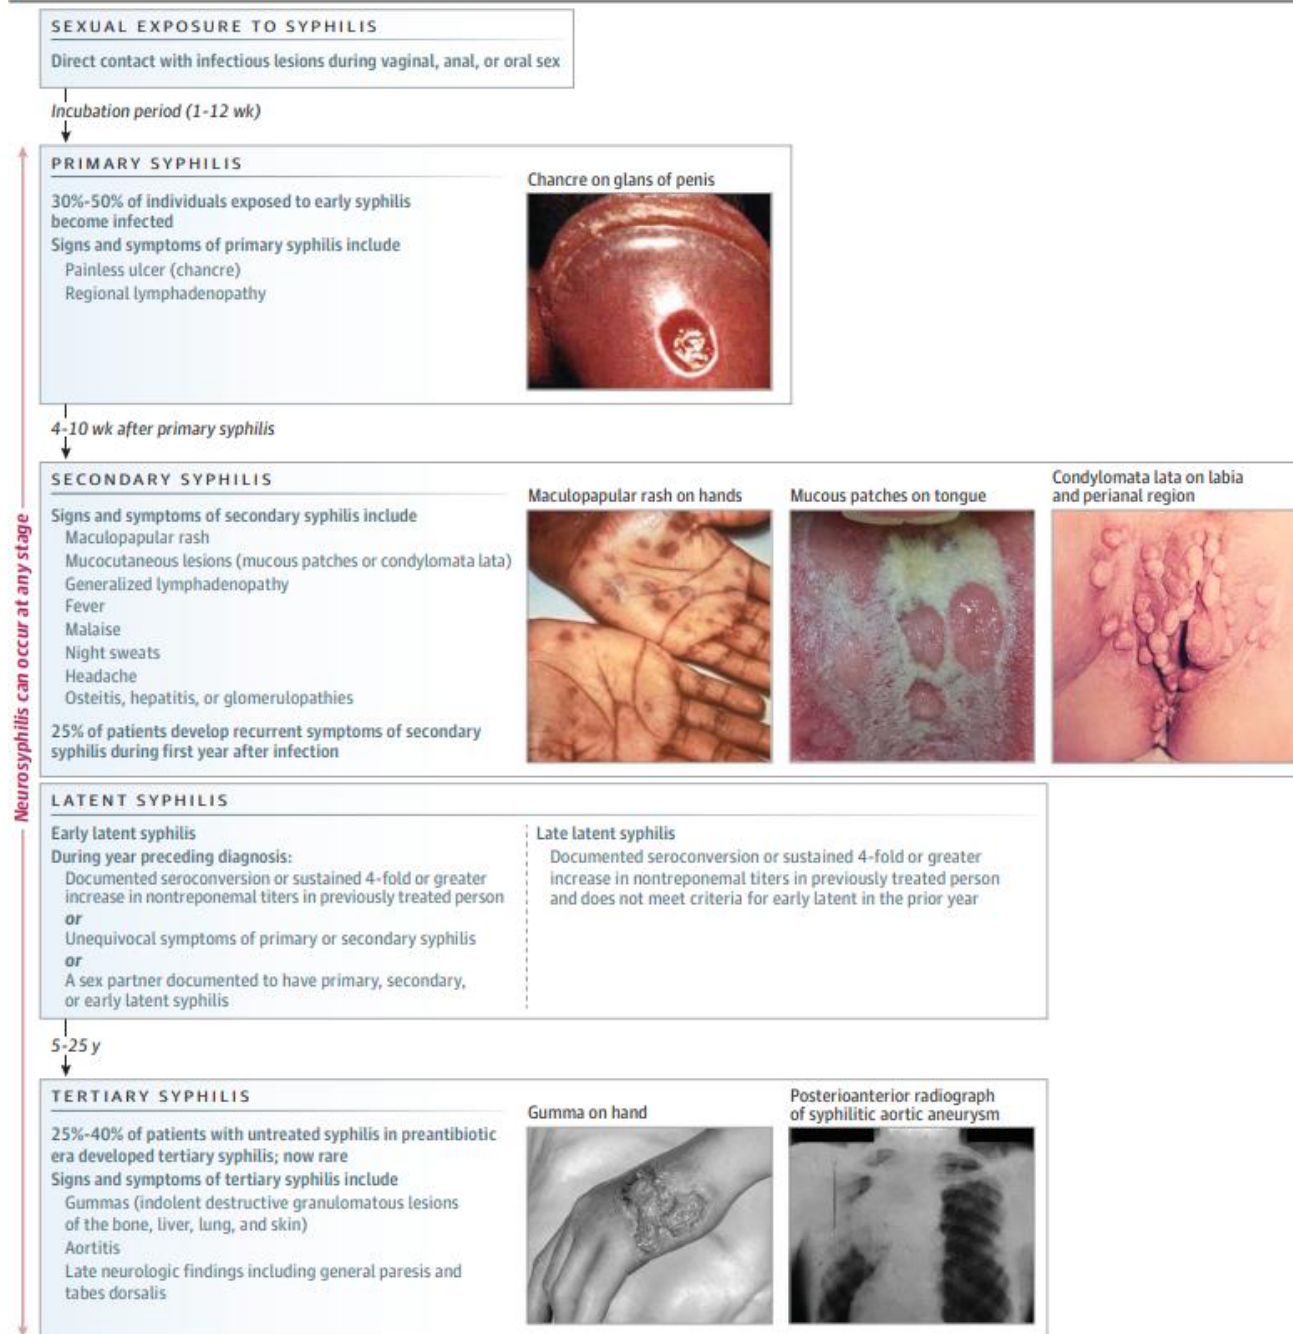 SEXUAL EXPOSURE TO SYPHILIS
Direct contact with infectious lesions during vaginal, anal, or oral sex
Incubation period (1-12 wk)
Neurosyphilis can occur at any stage
PRIMARY SYPHILIS
30%-50% of individuals exposed to early syphilis
become infected
Signs and symptoms of primary syphilis include
Painless ulcer (chancre)
Regional lymphadenopathy
Chancre on glans of penis
4-10 wk after primary syphilis
SECONDARY SYPHILIS
Signs and symptoms of secondary syphilis include
Maculopapular rash
Mucocutaneous lesions (mucous patches or condylomata lata)
Generalized lymphadenopathy
Fever
Malaise
Night sweats
Headache
Osteitis, hepatitis, or glomerulopathies
25% of patients develop recurrent symptoms of secondary
syphilis during first year after infection
Maculopapular rash on hands
Mucous patches on tongue
Condylomata lata on labia
and perianal region
LATENT SYPHILIS
Early latent syphilis
During year preceding diagnosis:
Documented seroconversion or sustained 4-fold or greater
increase in nontreponemal titers in previously treated person
or
Unequivocal symptoms of primary or secondary syphilis
or
A sex partner documented to have primary, secondary,
or early latent syphilis
Late latent syphilis
Documented seroconversion or sustained 4-fold or greater
increase in nontreponemal titers in previously treated person
and does not meet criteria for early latent in the prior year
5-25 y
TERTIARY SYPHILIS
25%-40% of patients with untreated syphilis in preantibiotic
era developed tertiary syphilis; now rare
Signs and symptoms of tertiary syphilis include
Gummas (indolent destructive granulomatous lesions
of the bone, liver, lung, and skin)
Aortitis
Late neurologic findings including general paresis and
tabes dorsalis
Gumma on hand
Posterioanterior radiograph
of syphilitic aortic aneurysm